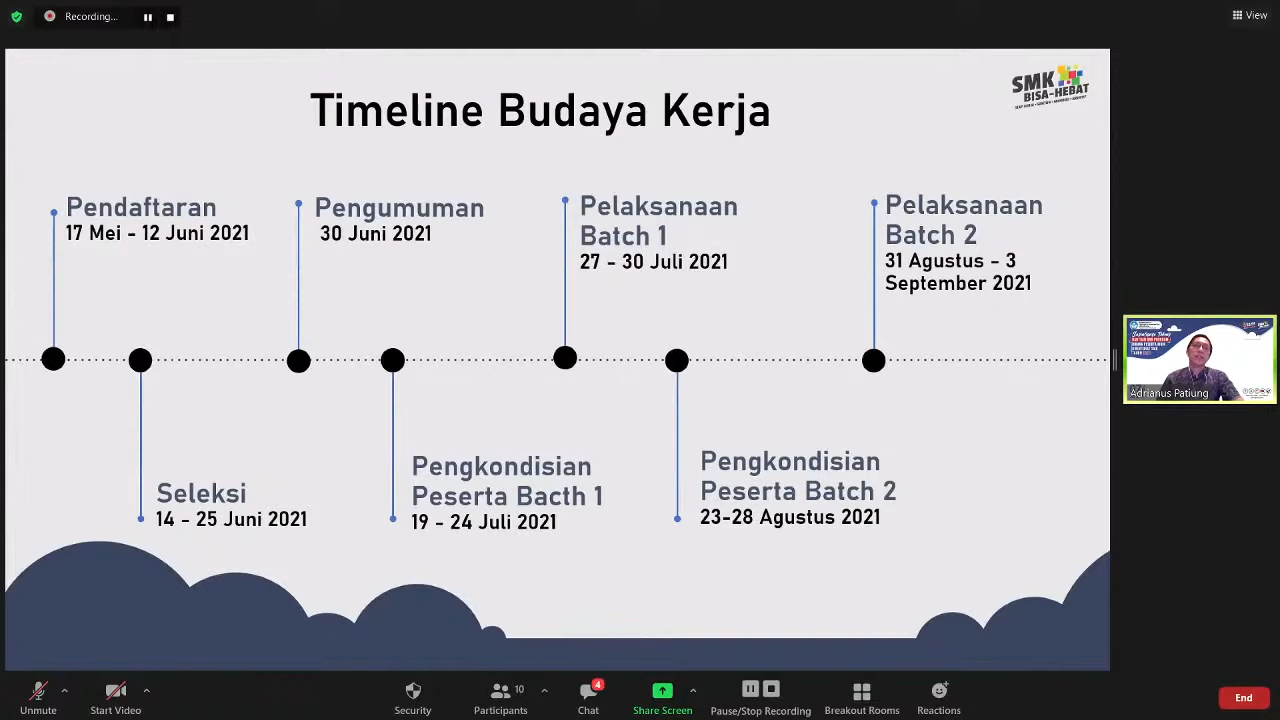 Recording...
View
Timeline Budaya Kerja
SMK
BISA-HEBAT
Pendaftaran
17 Mei - 12 Juni 2021
Pengumuman
30 Juni 2021
Pelaksanaan
Batch 1
27 - 30 Juli 2021
Pelaksanaan
Batch 2
31 Agustus - 3
September 2021
Seleksi
14 - 25 Juni 2021
Pengkondisian
Peserta Bacth 1
19 - 24 Juli 2021
Pengkondisian
Peserta Batch 2
23-28 Agustus 2021
Adrianus Patiung
Unmute
Start Video
Security
Participants
10
Chat
4
Share Screen
Pause/Stop Recording
Breakout Rooms
Reactions
End